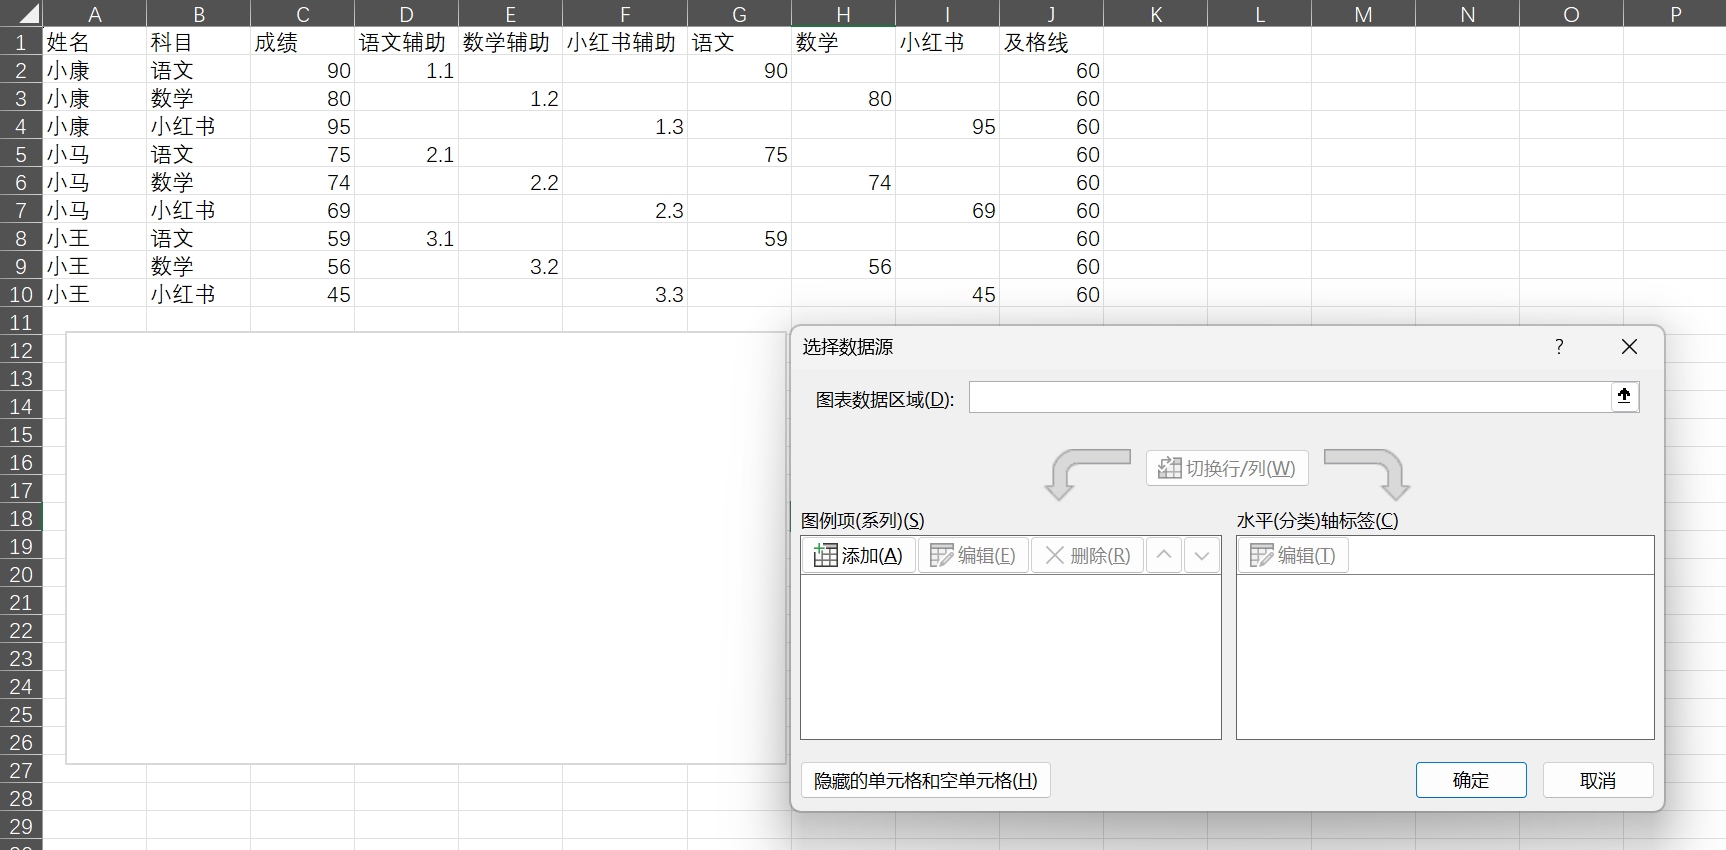 A B C D E F G H I J K L M N O P
1 姓名 科目 成绩 语文辅助 数学辅助 小红书辅助 语文 数学 小红书 及格线
2 小康 语文 90 1.1 90 60
3 小康 数学 80 1.2 80 60
4 小康 小红书 95 1.3 95 60
5 小马 语文 75 2.1 75 60
6 小马 数学 74 2.2 74 60
7 小马 小红书 69 2.3 69 60
8 小王 语文 59 3.1 59 60
9 小王 数学 56 3.2 56 60
10 小王 小红书 45 3.3 45 60
11
12
13
14
15
16
17
18
19
20
21
22
23
24
25
26
27
28
29
选择数据源 ?
图表数据区域(D):
切换行/列(W)
图例项(系列)(S) 水平(分类)轴标签(C)
添加(A) 编辑(E) 删除(R) 编辑(T)
隐藏的单元格和空单元格(H) 确定 取消